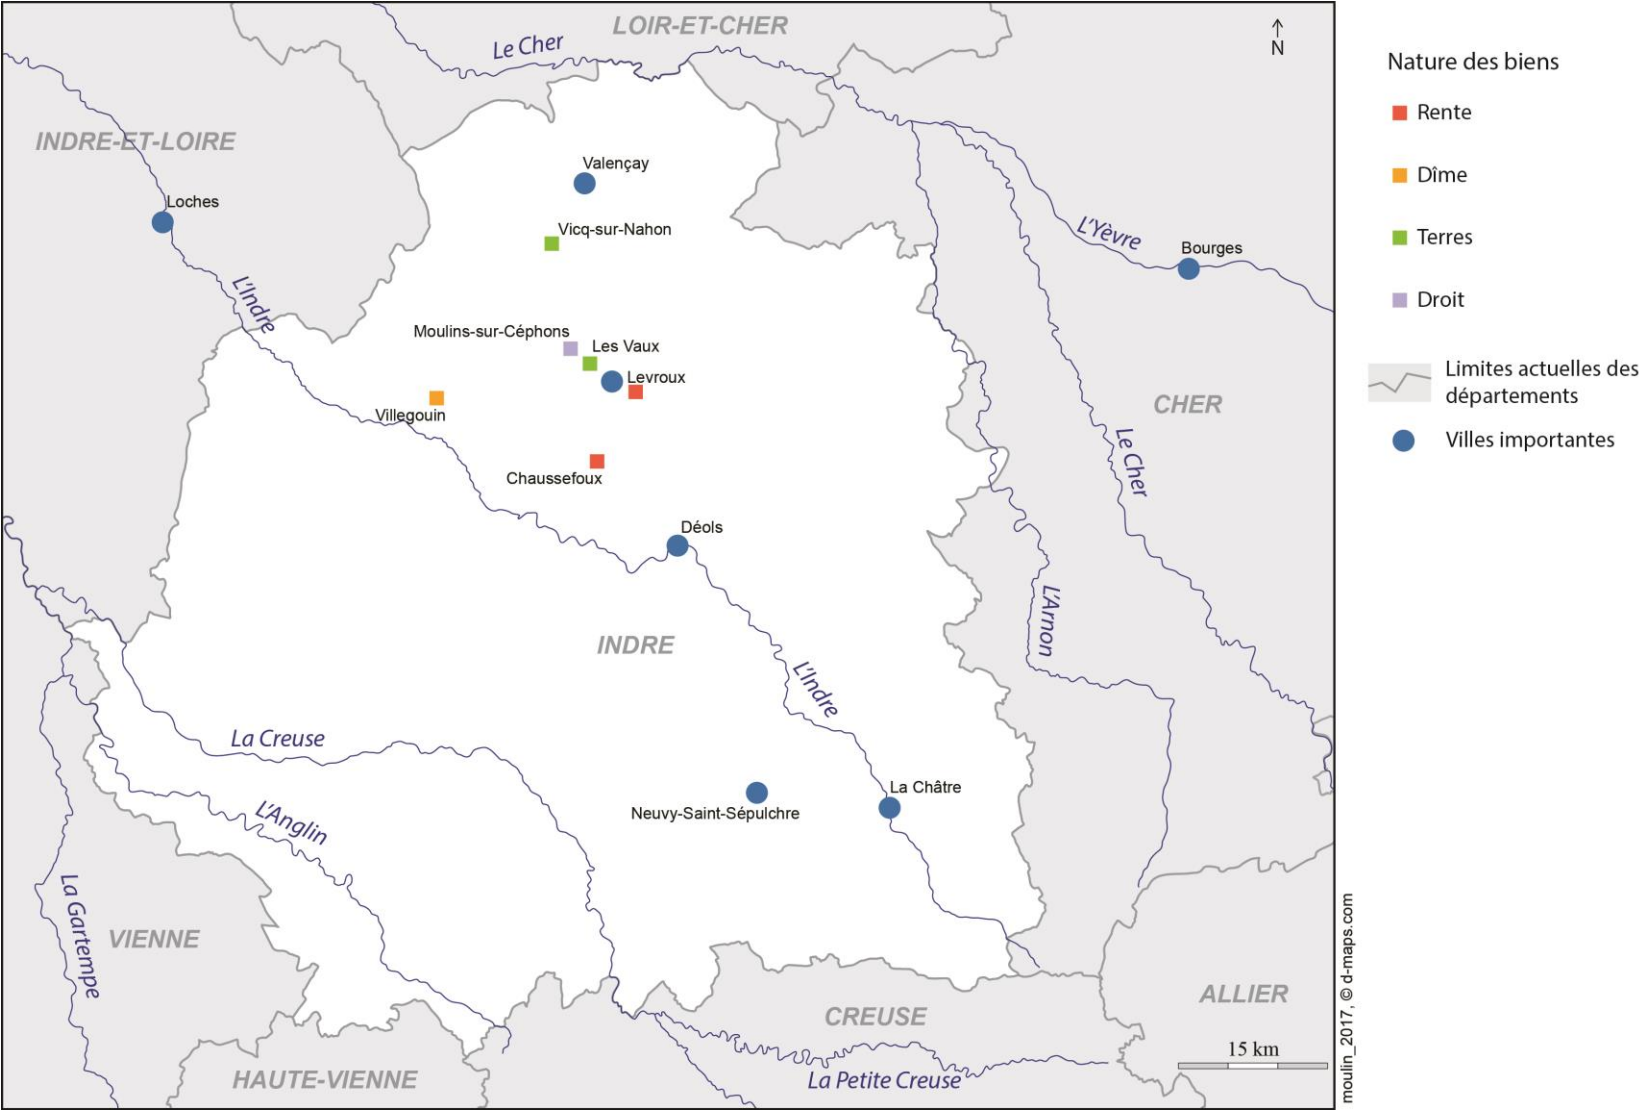 LOIR-ET-CHER
N
Le Cher
Nature des biens
Rente
INDRE-ET-LOIRE
Valençay
Dîme
Loches
Vicq-sur-Nahon
L'Yèvre
Terres
Bourges
L'Indre
Droit
Moulins-sur-Céphons
Les Vaux
Levroux
Limites actuelles des
départements
CHER
Villegouin
Villes importantes
Le Cher
Chaussefoux
Déols
L'Arnon
INDRE
L'Indre
La Creuse
La Châtre
Neuvy-Saint-Sépulchre
L'Anglin
La Gartempe
VIENNE
ALLIER
CREUSE
15 km
HAUTE-VIENNE
La Petite Creuse
moulin_2017, © d-maps.com